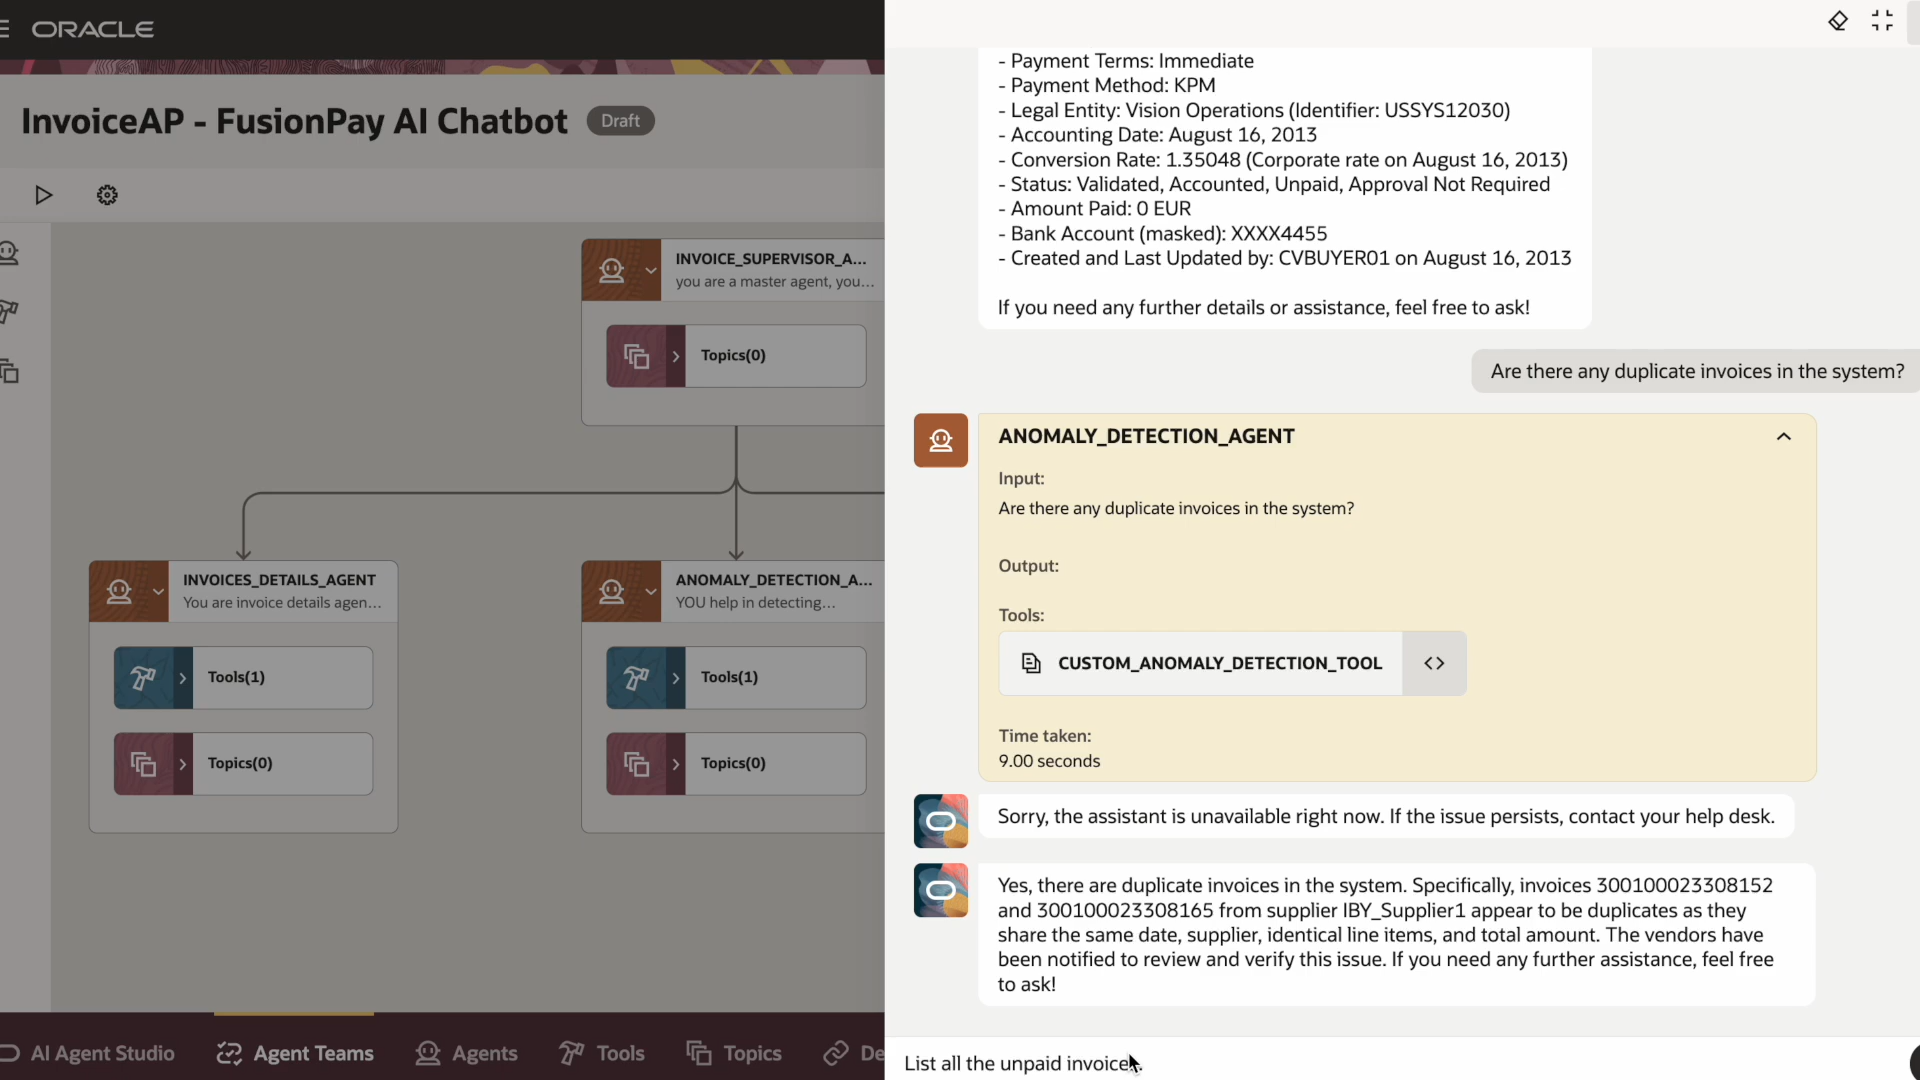 ORACLE
InvoiceAP - FusionPay AI Chatbot
Draft
INVOICE_SUPERVISOR_A...
you are a master agent, you...
Topics(0)
INVOICES_DETAILS_AGENT
You are invoice details agen...
Tools(1)
Topics(0)
ANOMALY_DETECTION_A...
YOU help in detecting...
Tools(1)
Topics(0)
AI Agent Studio
Agent Teams
Agents
Tools
Topics
De
- Payment Terms: Immediate
- Payment Method: KPM
- Legal Entity: Vision Operations (Identifier: USSYS12030)
- Accounting Date: August 16, 2013
- Conversion Rate: 1.35048 (Corporate rate on August 16, 2013)
- Status: Validated, Accounted, Unpaid, Approval Not Required
- Amount Paid: 0 EUR
- Bank Account (masked): XXXX4455
- Created and Last Updated by: CVBUYER01 on August 16, 2013
If you need any further details or assistance, feel free to ask!
Are there any duplicate invoices in the system?
ANOMALY_DETECTION_AGENT
Input:
Are there any duplicate invoices in the system?
Output:
Tools:
CUSTOM_ANOMALY_DETECTION_TOOL
Time taken:
9.00 seconds
Sorry, the assistant is unavailable right now. If the issue persists, contact your help desk.
Yes, there are duplicate invoices in the system. Specifically, invoices 300100023308152
and 300100023308165 from supplier IBY_Supplier1 appear to be duplicates as they
share the same date, supplier, identical line items, and total amount. The vendors have
been notified to review and verify this issue. If you need any further assistance, feel free
to ask!
List all the unpaid